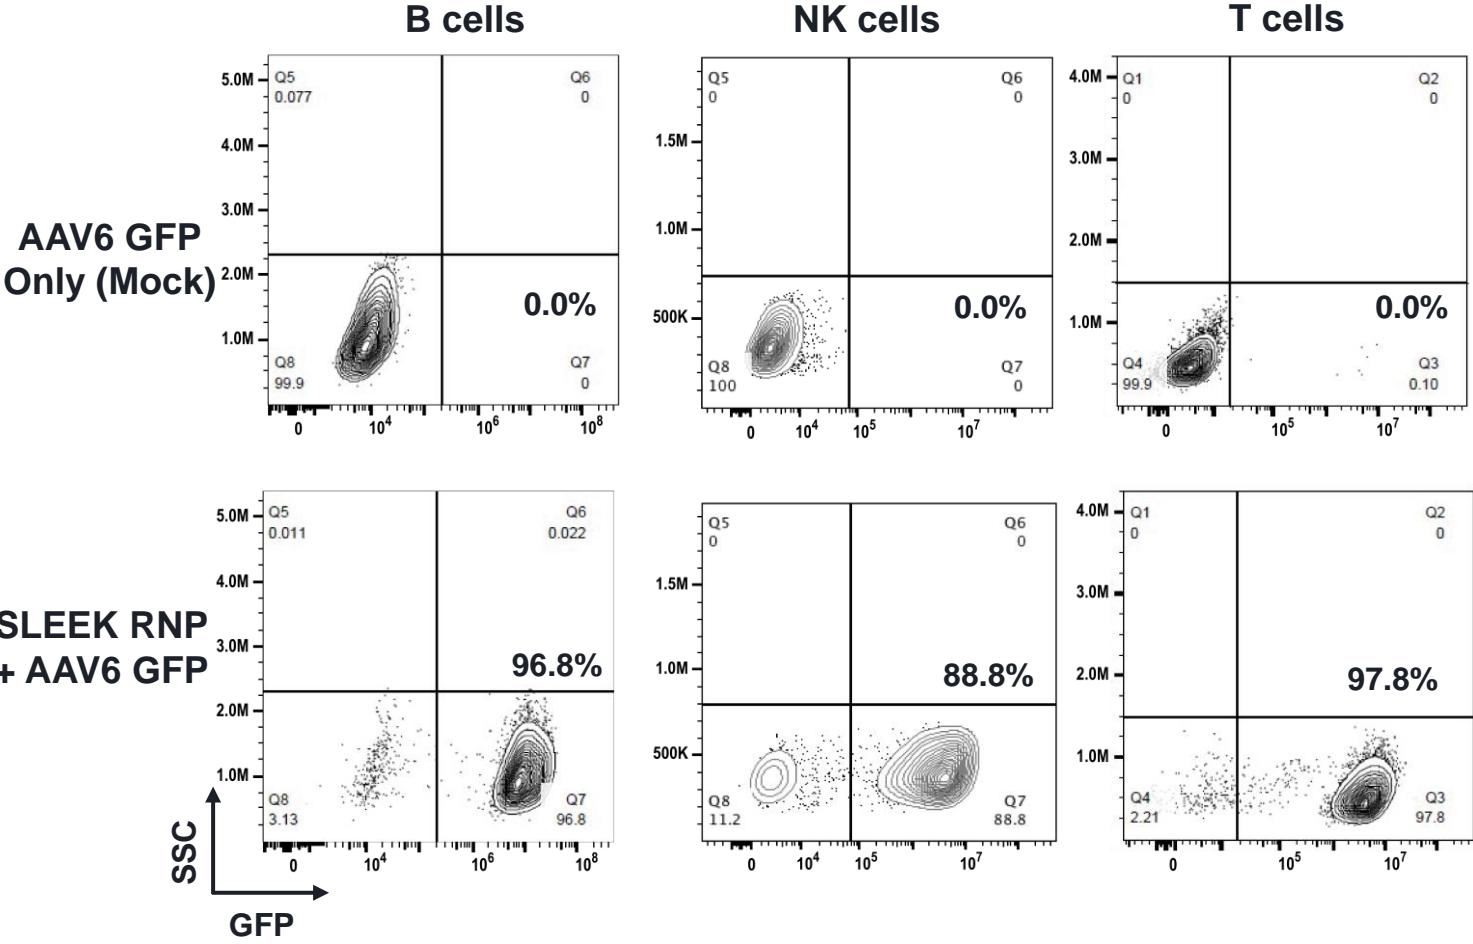 B cells
NK cells
T cells
AAV6 GFP
Only (Mock)
5.0M
4.0M
3.0M
2.0M
1.0M
Q5
0.077
Q6
0
0.0%
Q8
99.9
Q7
0
0
10^4
10^6
10^8
1.5M
1.0M
500K
Q5
0
Q6
0
0.0%
Q8
100
Q7
0
0
10^4
10^5
10^7
4.0M
3.0M
2.0M
1.0M
Q1
0
Q2
0
0.0%
Q4
99.9
Q3
0.10
0
10^5
10^7
SLEEK RNP
+ AAV6 GFP
5.0M
4.0M
3.0M
2.0M
1.0M
Q5
0.011
Q6
0.022
96.8%
Q8
3.13
Q7
96.8
0
10^4
10^6
10^8
1.5M
1.0M
500K
Q5
0
Q6
0
88.8%
Q8
11.2
Q7
88.8
0
10^4
10^5
10^7
4.0M
3.0M
2.0M
1.0M
Q1
0
Q2
0
97.8%
Q4
2.21
Q3
97.8
0
10^5
10^7
SSC
GFP